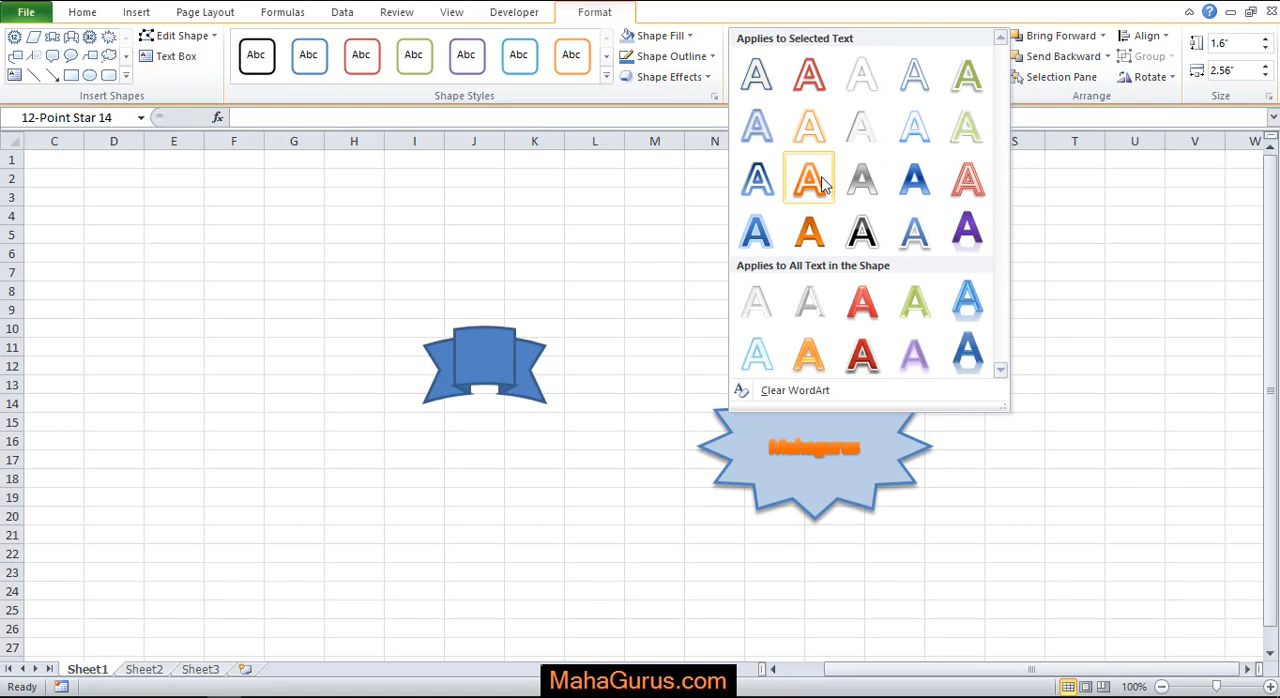 File Home Insert Page Layout Formulas Data Review View Developer Format
Edit Shape
Text Box
Insert Shapes
Abc Abc Abc Abc Abc Abc Abc
Shape Styles
Shape Fill
Shape Outline
Shape Effects
Applies to Selected Text
A A A A A
A A A A A
A A A A A
A A A A A
Applies to All Text in the Shape
A A A A A
A A A A A
Clear WordArt
Bring Forward
Send Backward
Selection Pane
Align
Group
Rotate
Arrange
1.6"
2.56"
Size
12-Point Star 14 fx
C D E F G H I J K L M N S T U V W
1
2
3
4
5
6
7
8
9
10
11
12
13
14
15
16
17
18
19
20
21
22
23
24
25
26
27
Mahagurus
Sheet1 Sheet2 Sheet3
Ready
MahaGurus.com
100%